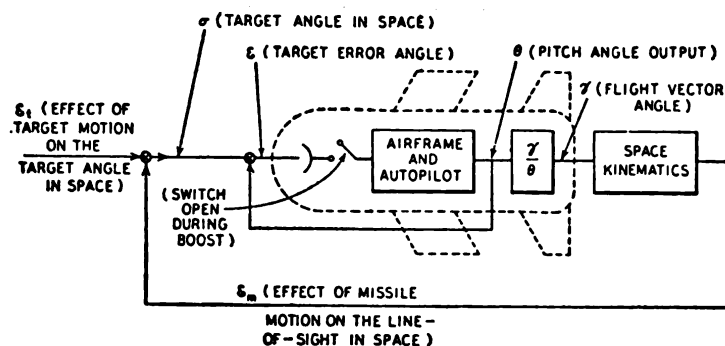 σ (TARGET ANGLE IN SPACE)
ε (TARGET ERROR ANGLE)
θ (PITCH ANGLE OUTPUT)
γ (FLIGHT VECTOR
ANGLE)
δt (EFFECT OF
.TARGET MOTION
ON THE
TARGET ANGLE
IN SPACE)
AIRFRAME
AND
AUTOPILOT
γ
θ
SPACE
KINEMATICS
(SWITCH
OPEN
DURING
BOOST)
δm (EFFECT OF MISSILE
MOTION ON THE LINE-
OF-SIGHT IN SPACE)